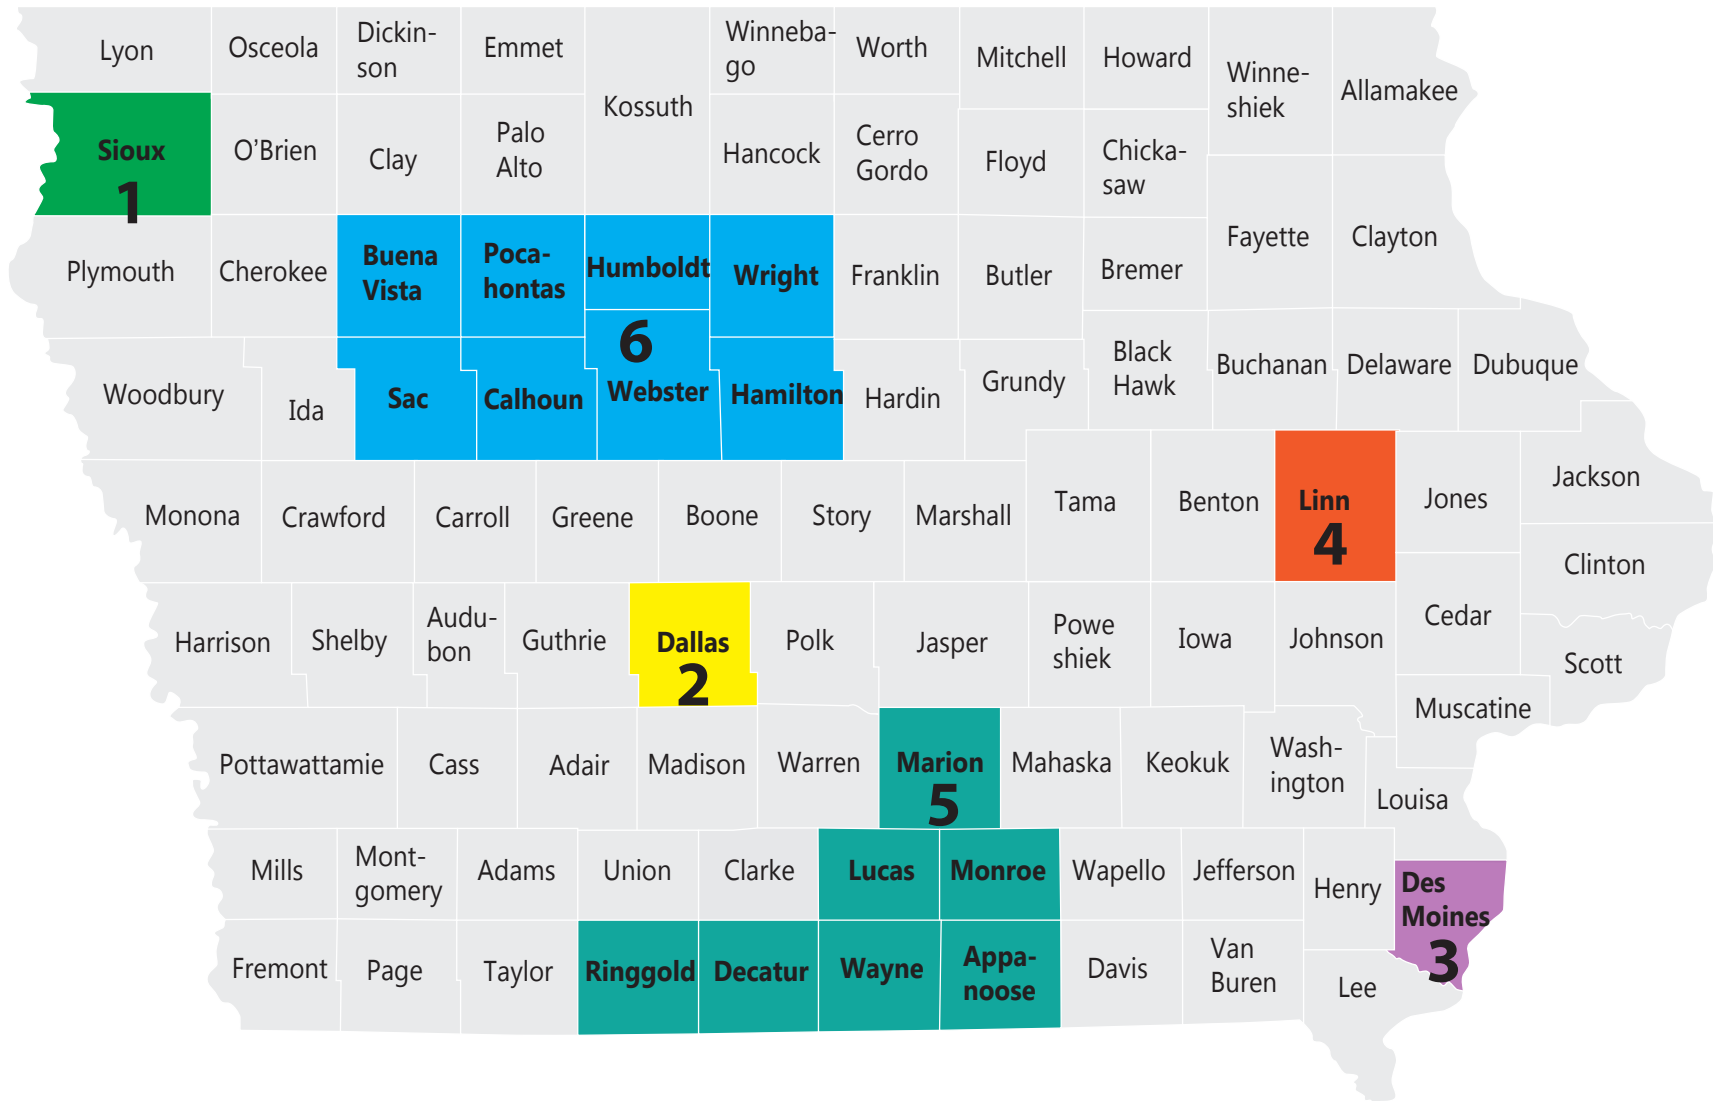 Lyon
Osceola
Dickin-
son
Emmet
Kossuth
Winneba-
go
Worth
Mitchell
Howard
Winne-
shiek
Allamakee
Sioux
1
O'Brien
Clay
Palo
Alto
Hancock
Cerro
Gordo
Floyd
Chicka-
saw
Plymouth
Cherokee
Buena
Vista
Poca-
hontas
Humboldt
Wright
Franklin
Butler
Bremer
Fayette
Clayton
Woodbury
Ida
Sac
Calhoun
6
Webster
Hamilton
Hardin
Grundy
Black
Hawk
Buchanan
Delaware
Dubuque
Monona
Crawford
Carroll
Greene
Boone
Story
Marshall
Tama
Benton
Linn
4
Jones
Jackson
Clinton
Harrison
Shelby
Audu-
bon
Guthrie
Dallas
2
Polk
Jasper
Powe
shiek
Iowa
Johnson
Cedar
Scott
Muscatine
Pottawattamie
Cass
Adair
Madison
Warren
Marion
5
Mahaska
Keokuk
Wash-
ington
Louisa
Mills
Mont-
gomery
Adams
Union
Clarke
Lucas
Monroe
Wapello
Jefferson
Henry
Des
Moines
3
Fremont
Page
Taylor
Ringgold
Decatur
Wayne
Appa-
noose
Davis
Van
Buren
Lee